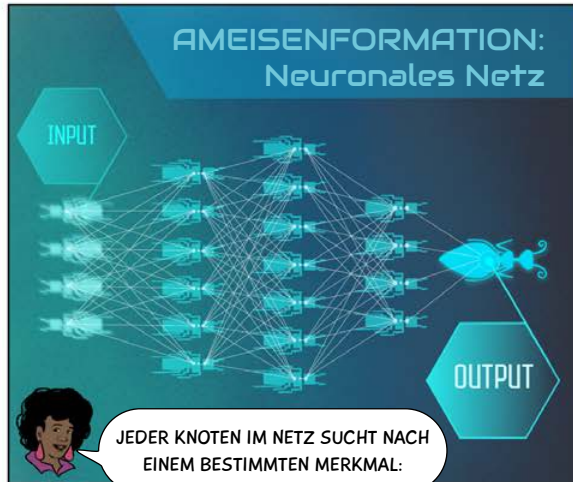 AMEISENFORMATION:
Neuronales Netz
INPUT
OUTPUT
JEDER KNOTEN IM NETZ SUCHT NACH
EINEM BESTIMMTEN MERKMAL: